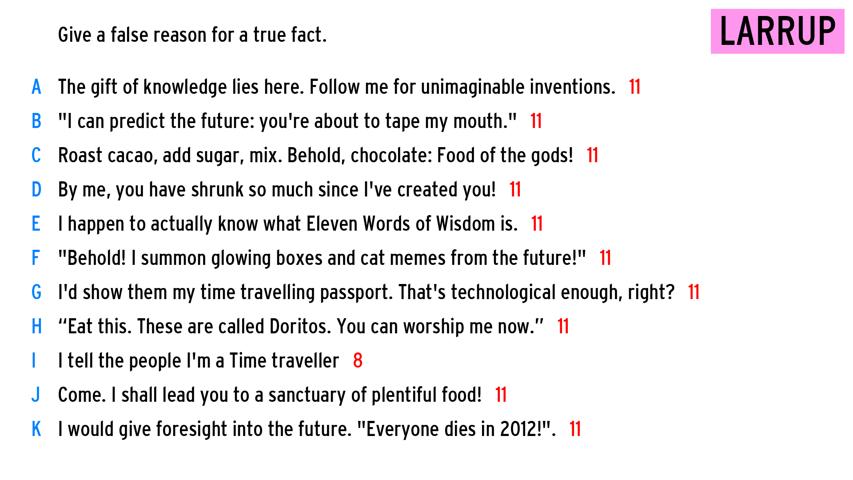 Give a false reason for a true fact.
LARRUP
A The gift of knowledge lies here. Follow me for unimaginable inventions. 11
B "I can predict the future: you're about to tape my mouth." 11
C Roast cacao, add sugar, mix. Behold, chocolate: Food of the gods! 11
D By me, you have shrunk so much since I've created you! 11
E I happen to actually know what Eleven Words of Wisdom is. 11
F "Behold! I summon glowing boxes and cat memes from the future!" 11
G I'd show them my time travelling passport. That's technological enough, right? 11
H “Eat this. These are called Doritos. You can worship me now.” 11
I I tell the people I'm a Time traveller 8
J Come. I shall lead you to a sanctuary of plentiful food! 11
K I would give foresight into the future. "Everyone dies in 2012!". 11